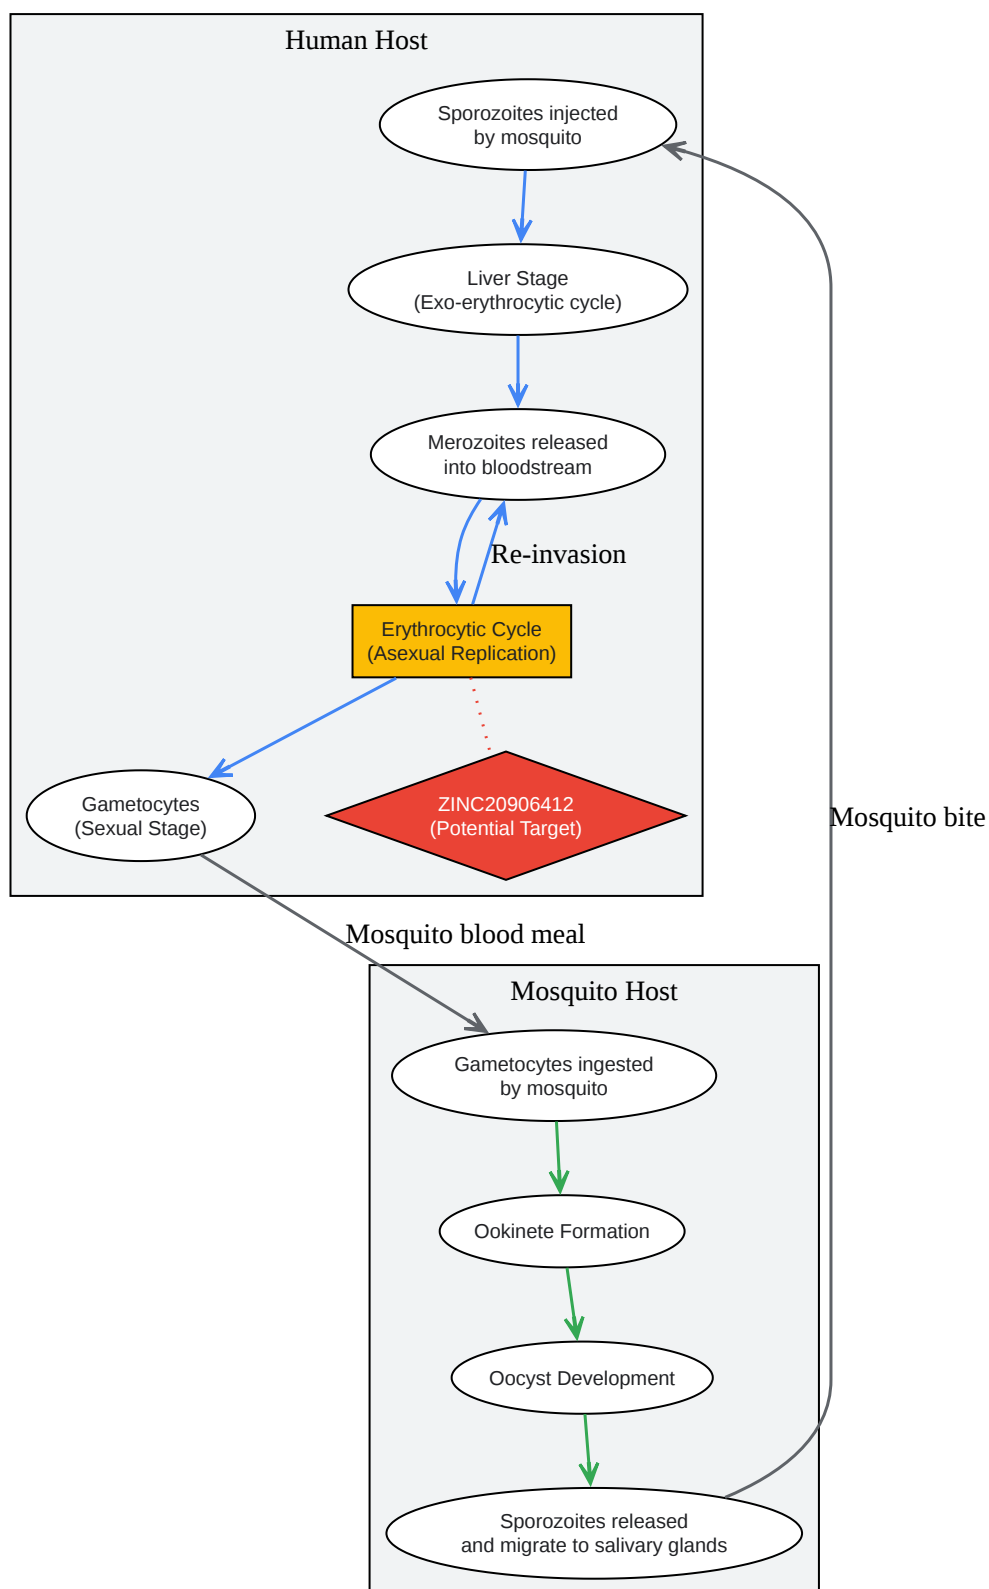 Human Host
Sporozoites injected
by mosquito
Liver Stage
(Exo-erythrocytic cycle)
Merozoites released
into bloodstream
Re-invasion
Erythrocytic Cycle
(Asexual Replication)
Gametocytes
(Sexual Stage)
ZINC20906412
(Potential Target)
Mosquito bite
Mosquito blood meal
Mosquito Host
Gametocytes ingested
by mosquito
Ookinete Formation
Oocyst Development
Sporozoites released
and migrate to salivary glands